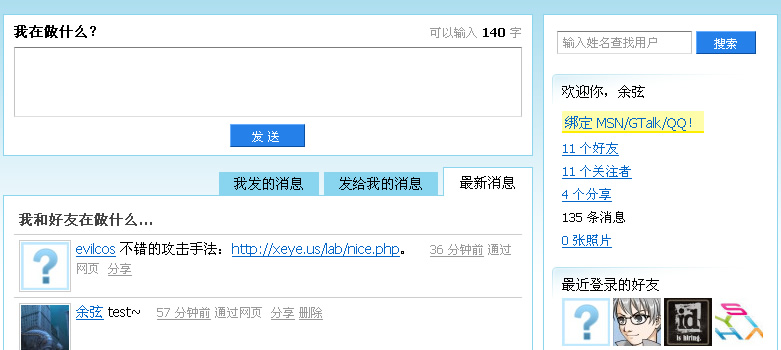 我在做什么? 可以输入 140 字
发 送
我发的消息 发给我的消息 最新消息
我和好友在做什么...
evilcos 不错的攻击手法：http://xeye.us/lab/nice.php。 36 分钟前 通过
网页 分享
余弦 test~ 57 分钟前 通过网页 分享 删除
输入姓名查找用户 搜索
欢迎你，余弦
绑定 MSN/GTalk/QQ!
11 个好友
11 个关注者
4 个分享
135 条消息
0 张照片
最近登录的好友
id
is hiring.